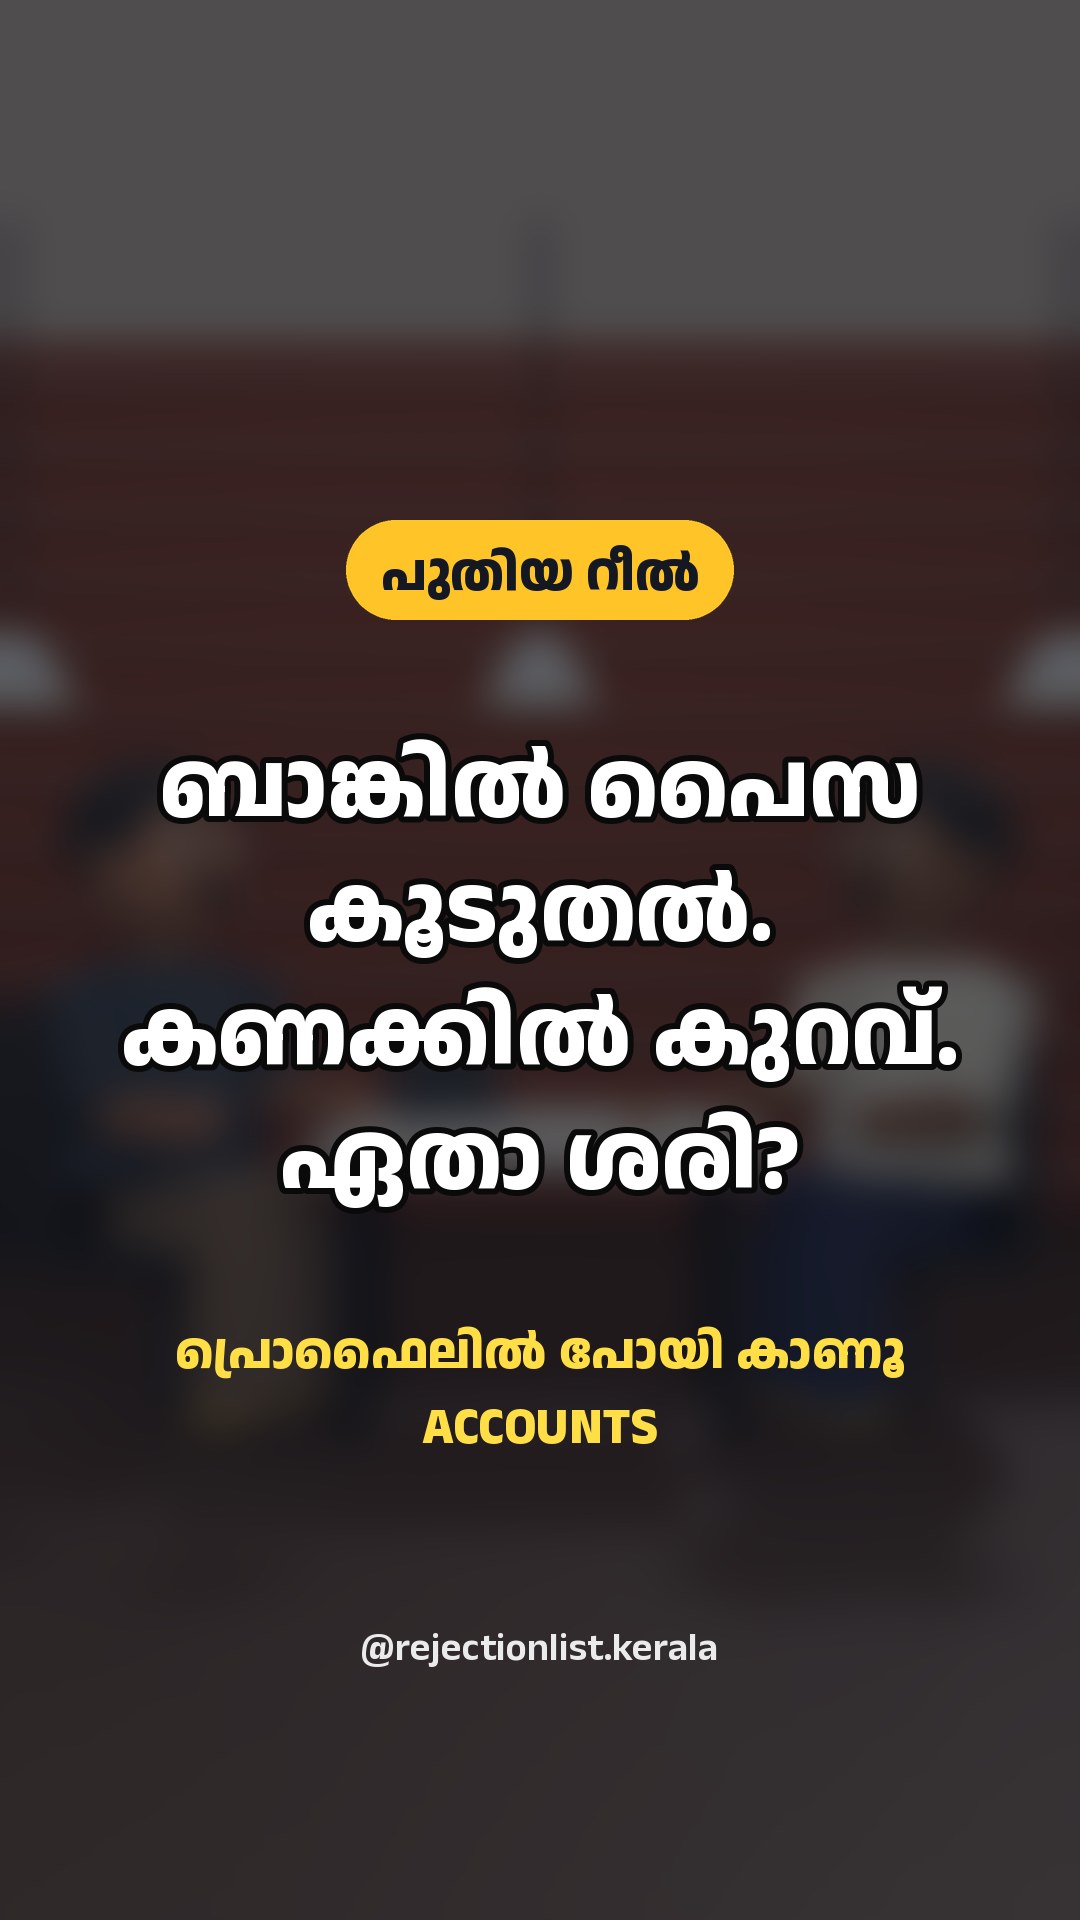 പുതിയ റീൽ
ബാങ്കിൽ പൈസ
കൂടുതൽ.
കണക്കിൽ കുറവ്.
ഏതാ ശരി?
പ്രൊഫൈലിൽ പോയി കാണൂ
ACCOUNTS
@rejectionlist.kerala